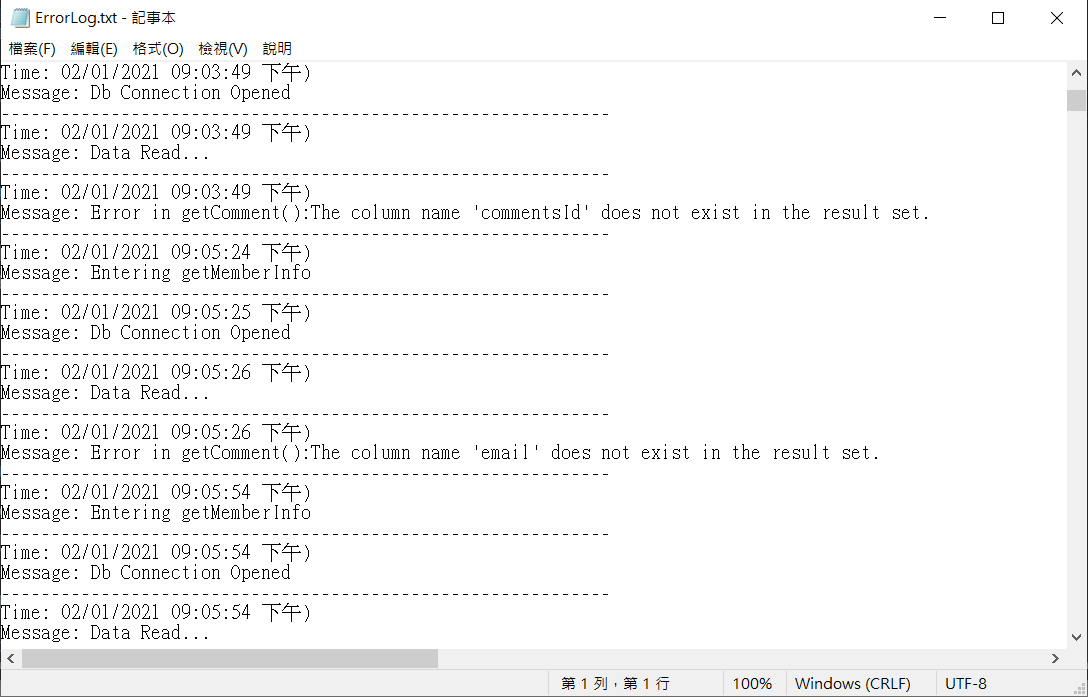 ErrorLog.txt - 記事本
檔案(F) 編輯(E) 格式(O) 檢視(V) 說明
Time: 02/01/2021 09:03:49 下午)
Message: Db Connection Opened
-------------------------------------------------------------
Time: 02/01/2021 09:03:49 下午)
Message: Data Read...
-------------------------------------------------------------
Time: 02/01/2021 09:03:49 下午)
Message: Error in getComment():The column name 'commentsId' does not exist in the result set.
-------------------------------------------------------------
Time: 02/01/2021 09:05:24 下午)
Message: Entering getMemberInfo
-------------------------------------------------------------
Time: 02/01/2021 09:05:25 下午)
Message: Db Connection Opened
-------------------------------------------------------------
Time: 02/01/2021 09:05:26 下午)
Message: Data Read...
-------------------------------------------------------------
Time: 02/01/2021 09:05:26 下午)
Message: Error in getComment():The column name 'email' does not exist in the result set.
-------------------------------------------------------------
Time: 02/01/2021 09:05:54 下午)
Message: Entering getMemberInfo
-------------------------------------------------------------
Time: 02/01/2021 09:05:54 下午)
Message: Db Connection Opened
-------------------------------------------------------------
Time: 02/01/2021 09:05:54 下午)
Message: Data Read...
第 1 列，第 1 行 100% Windows (CRLF) UTF-8